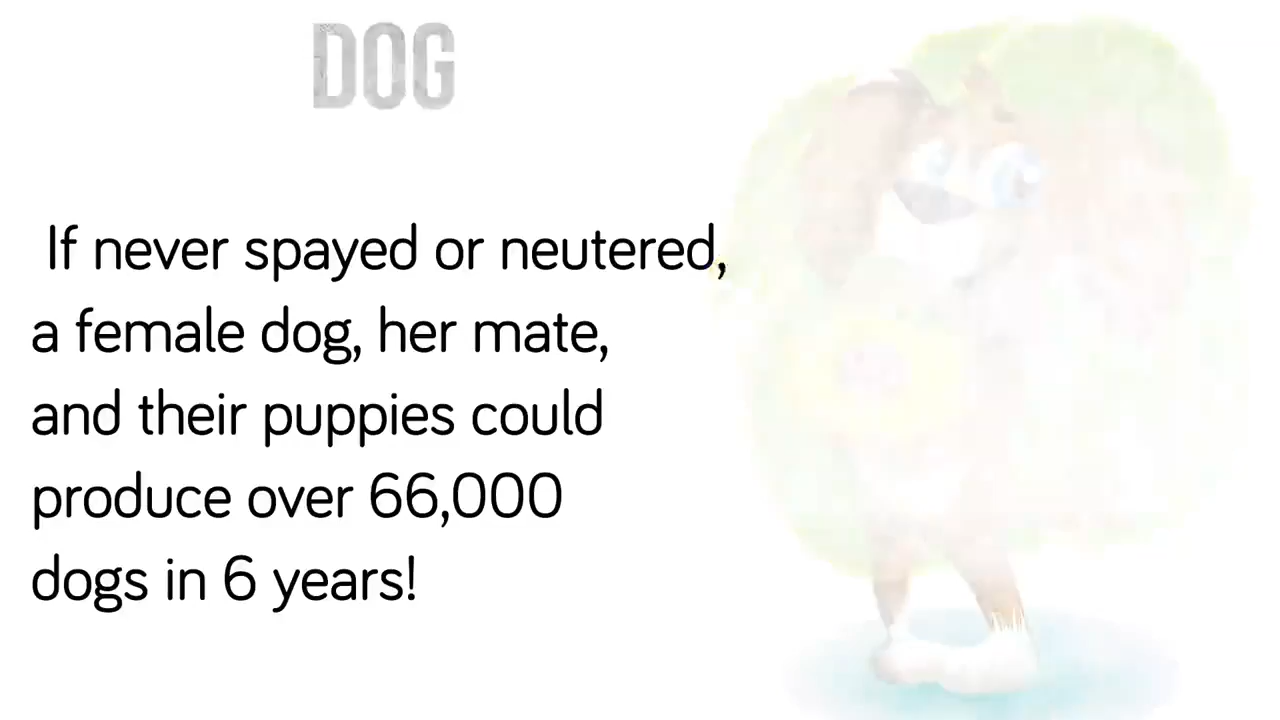 DOG
If never spayed or neutered,
a female dog, her mate,
and their puppies could
produce over 66,000
dogs in 6 years!